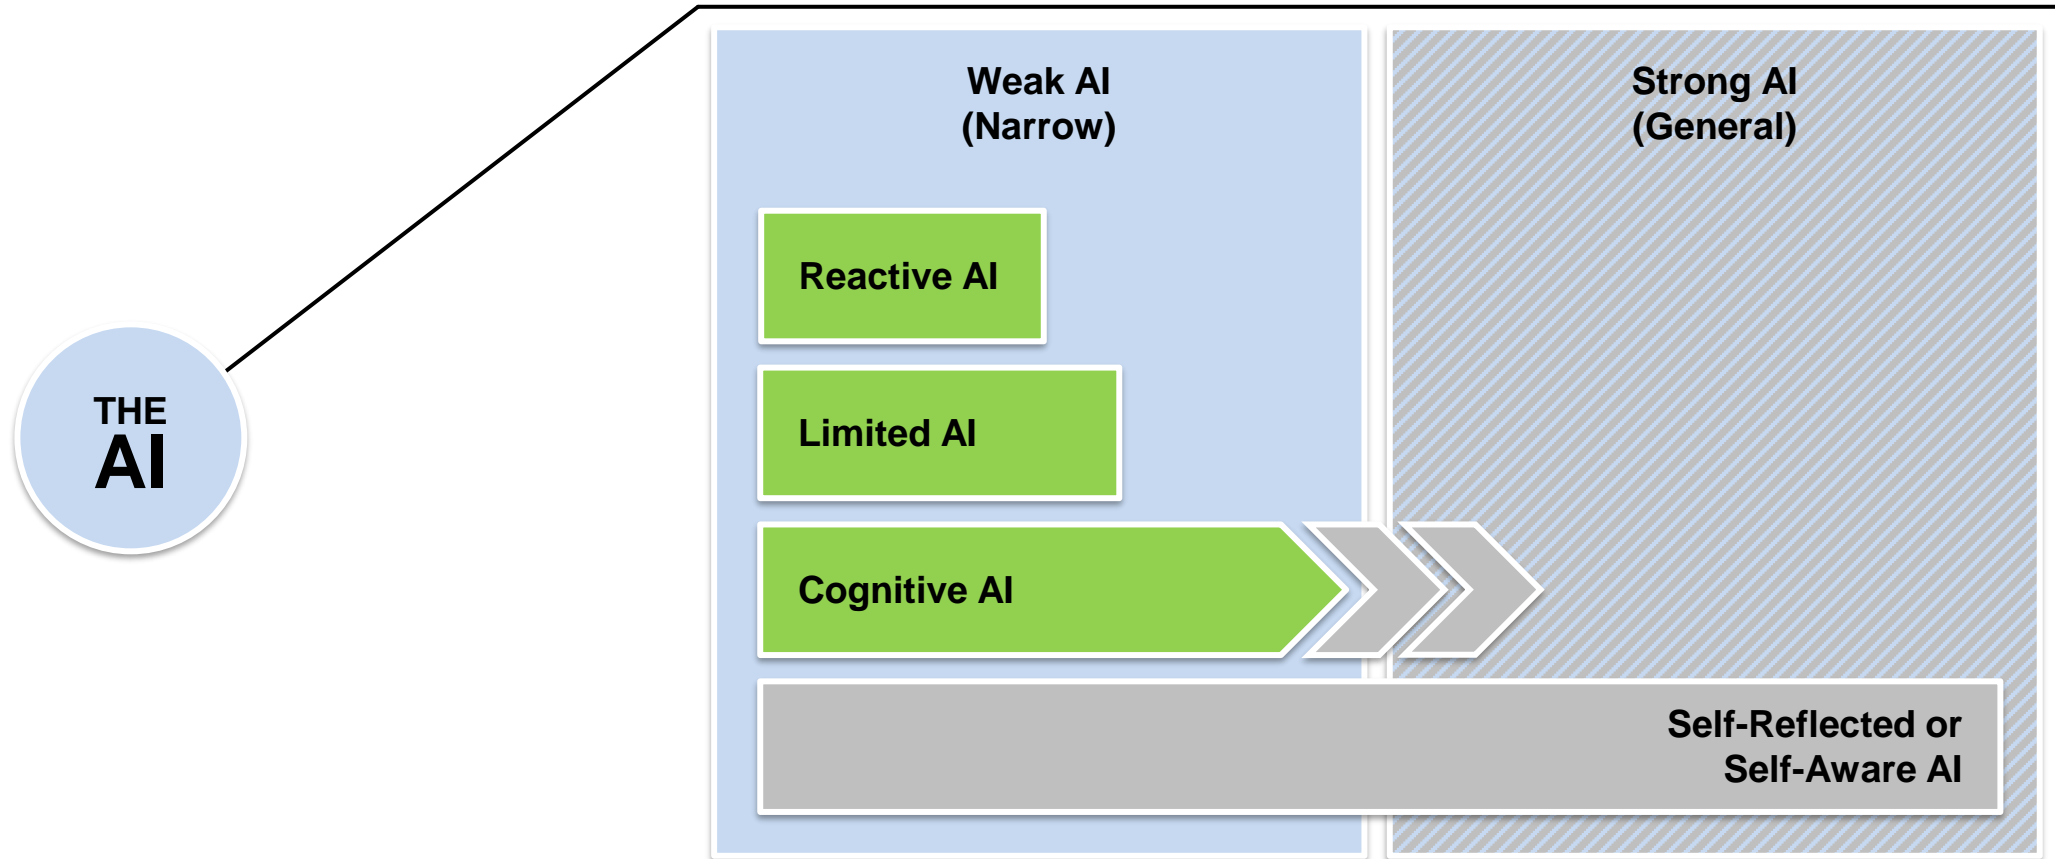 THE
AI
Weak AI
(Narrow)
Strong AI
(General)
Reactive AI
Limited AI
Cognitive AI
Self-Reflected or
Self-Aware AI